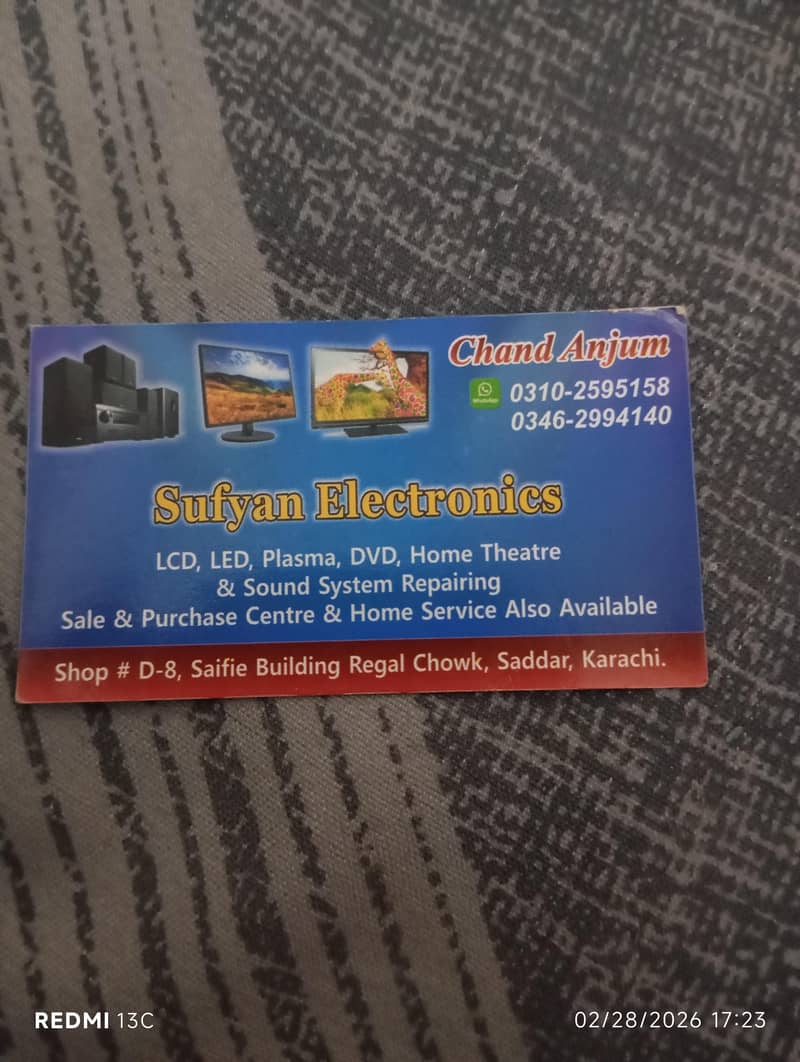 Chand Anjum
WhatsApp
0310-2595158
0346-2994140
Sufyan Electronics
LCD, LED, Plasma, DVD, Home Theatre
& Sound System Repairing
Sale & Purchase Centre & Home Service Also Available
Shop # D-8, Saifie Building Regal Chowk, Saddar, Karachi.
REDMI 13C
02/28/2026 17:23